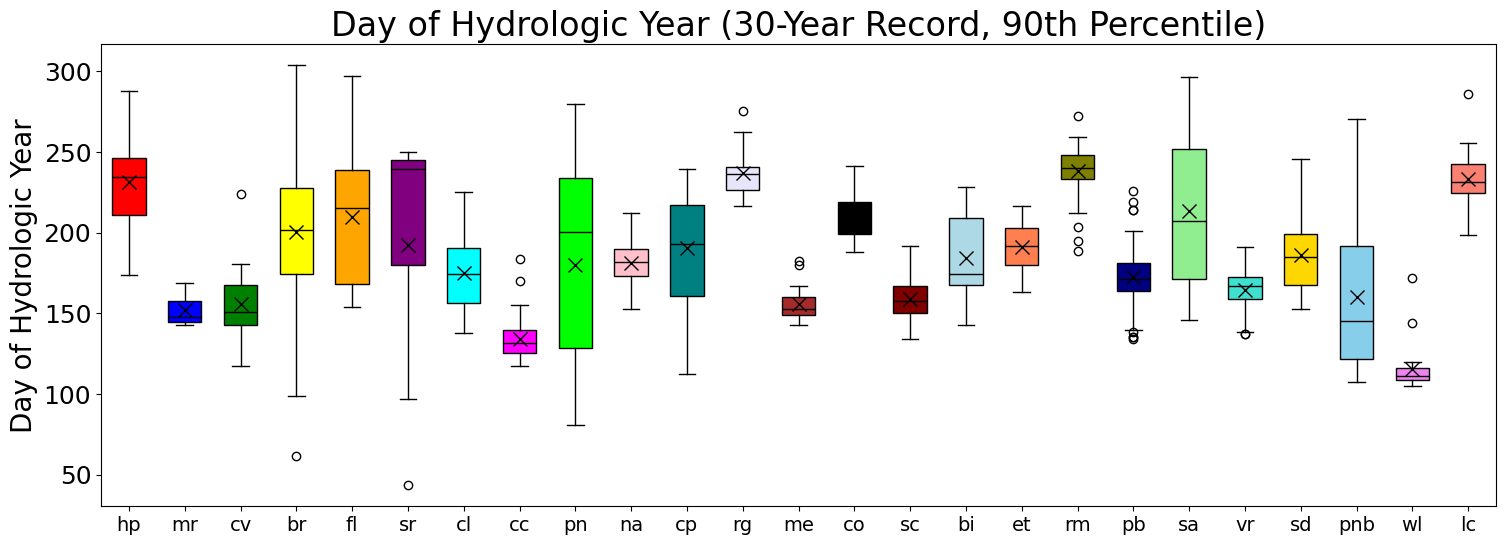 Day of Hydrologic Year (30-Year Record, 90th Percentile)
Day of Hydrologic Year
300
250
200
150
100
50
hp mr cv br fl sr cl cc pn na cp rg me co sc bi et rm pb sa vr sd pnb wl lc